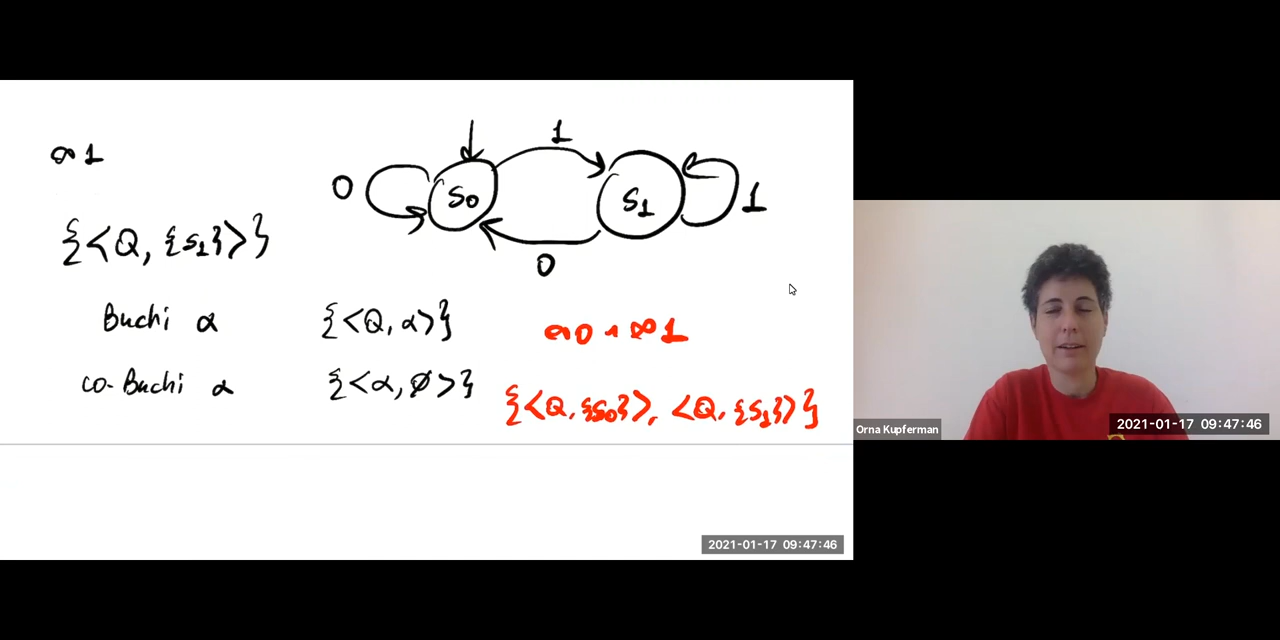 ∞1
{<Q, {s₁}>}
0 s₀ 1 s₁ 1 0
Buchi α {<Q, α>}
co-Buchi α {<α, ∅>}
∞0 ∧ ∞1
{<Q, {s₀}>, <Q, {s₁}>}
Orna Kupferman
2021-01-17 09:47:46
2021-01-17 09:47:46